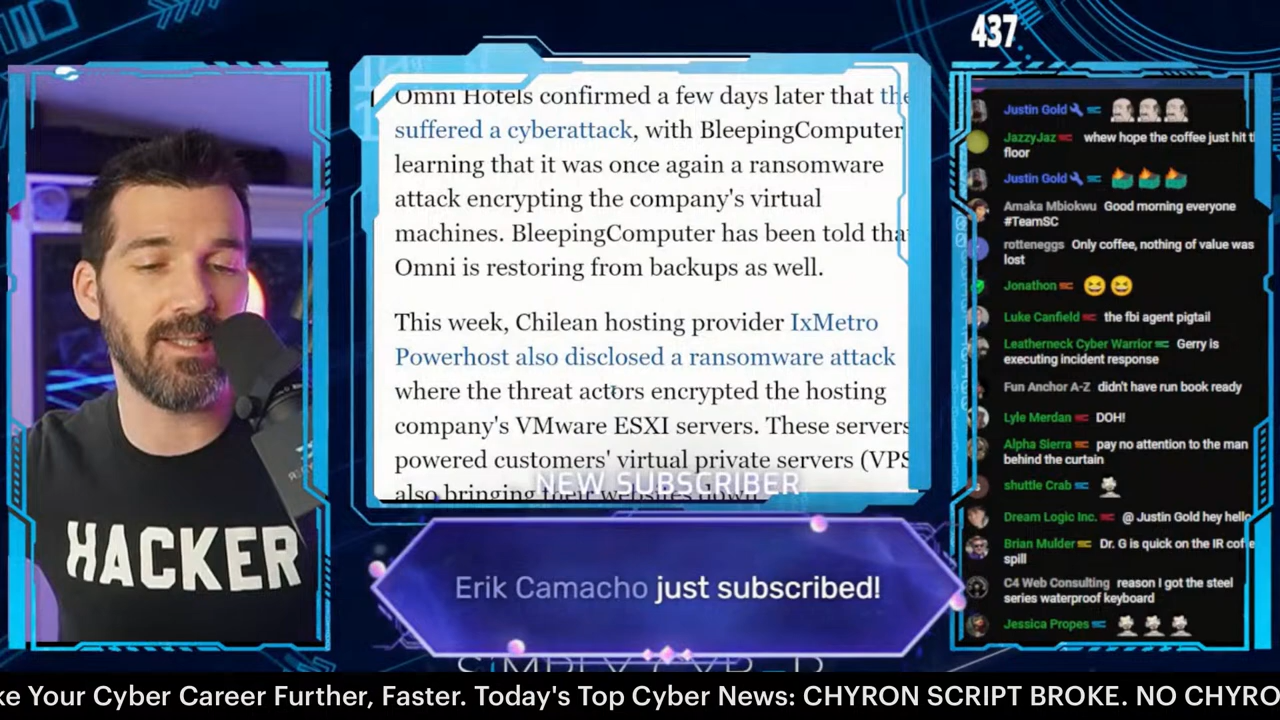 437
Omni Hotels confirmed a few days later that the
suffered a cyberattack, with BleepingComputer
learning that it was once again a ransomware
attack encrypting the company's virtual
machines. BleepingComputer has been told tha
Omni is restoring from backups as well.
This week, Chilean hosting provider IxMetro
Powerhost also disclosed a ransomware attack
where the threat actors encrypted the hosting
company's VMware ESXI servers. These servers
powered customers' virtual private servers (VPS
also bringing their websites down.
NEW SUBSCRIBER
Erik Camacho just subscribed!
SIMPLY CYBER
HACKER
Justin Gold
JazzyJaz whew hope the coffee just hit t
floor
Justin Gold
Amaka Mbiokwu Good morning everyone
#TeamSC
rotteneggs Only coffee, nothing of value was
lost
Jonathon
Luke Canfield the fbi agent pigtail
Leatherneck Cyber Warrior Gerry is
executing incident response
Fun Anchor A-Z didn't have run book ready
Lyle Merdan DOH!
Alpha Sierra pay no attention to the man
behind the curtain
shuttle Crab
Dream Logic Inc. @ Justin Gold hey hello
Brian Mulder Dr. G is quick on the IR coffe
spill
C4 Web Consulting reason I got the steel
series waterproof keyboard
Jessica Propes
ke Your Cyber Career Further, Faster. Today's Top Cyber News: CHYRON SCRIPT BROKE. NO CHYRO